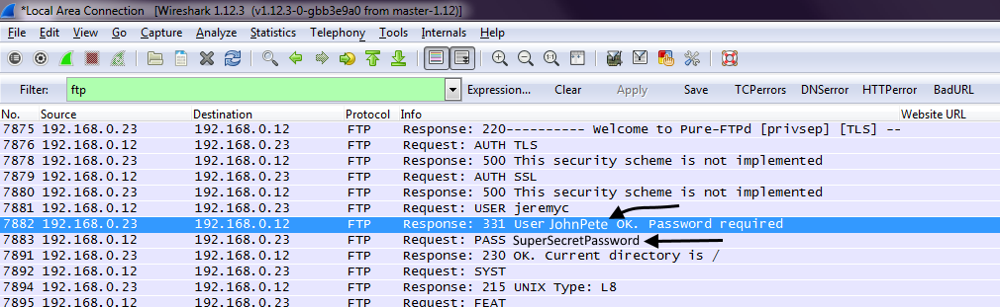 *Local Area Connection [Wireshark 1.12.3 (v1.12.3-0-gbb3e9a0 from master-1.12)]
File Edit View Go Capture Analyze Statistics Telephony Tools Internals Help
Filter: ftp Expression... Clear Apply Save TCPErrors DNSerror HTTPerror BadURL
No. Source Destination Protocol Info Website URL
7875 192.168.0.23 192.168.0.12 FTP Response: 220---------- Welcome to Pure-FTPd [privsep] [TLS] --
7876 192.168.0.12 192.168.0.23 FTP Request: AUTH TLS
7878 192.168.0.23 192.168.0.12 FTP Response: 500 This security scheme is not implemented
7879 192.168.0.12 192.168.0.23 FTP Request: AUTH SSL
7880 192.168.0.23 192.168.0.12 FTP Response: 500 This security scheme is not implemented
7881 192.168.0.12 192.168.0.23 FTP Request: USER jeremyc
7882 192.168.0.23 192.168.0.12 FTP Response: 331 User JohnPete OK. Password required
7883 192.168.0.12 192.168.0.23 FTP Request: PASS SuperSecretPassword
7891 192.168.0.23 192.168.0.12 FTP Response: 230 OK. Current directory is /
7892 192.168.0.12 192.168.0.23 FTP Request: SYST
7894 192.168.0.23 192.168.0.12 FTP Response: 215 UNIX Type: L8
7895 192.168.0.12 192.168.0.23 FTP Request: FEAT